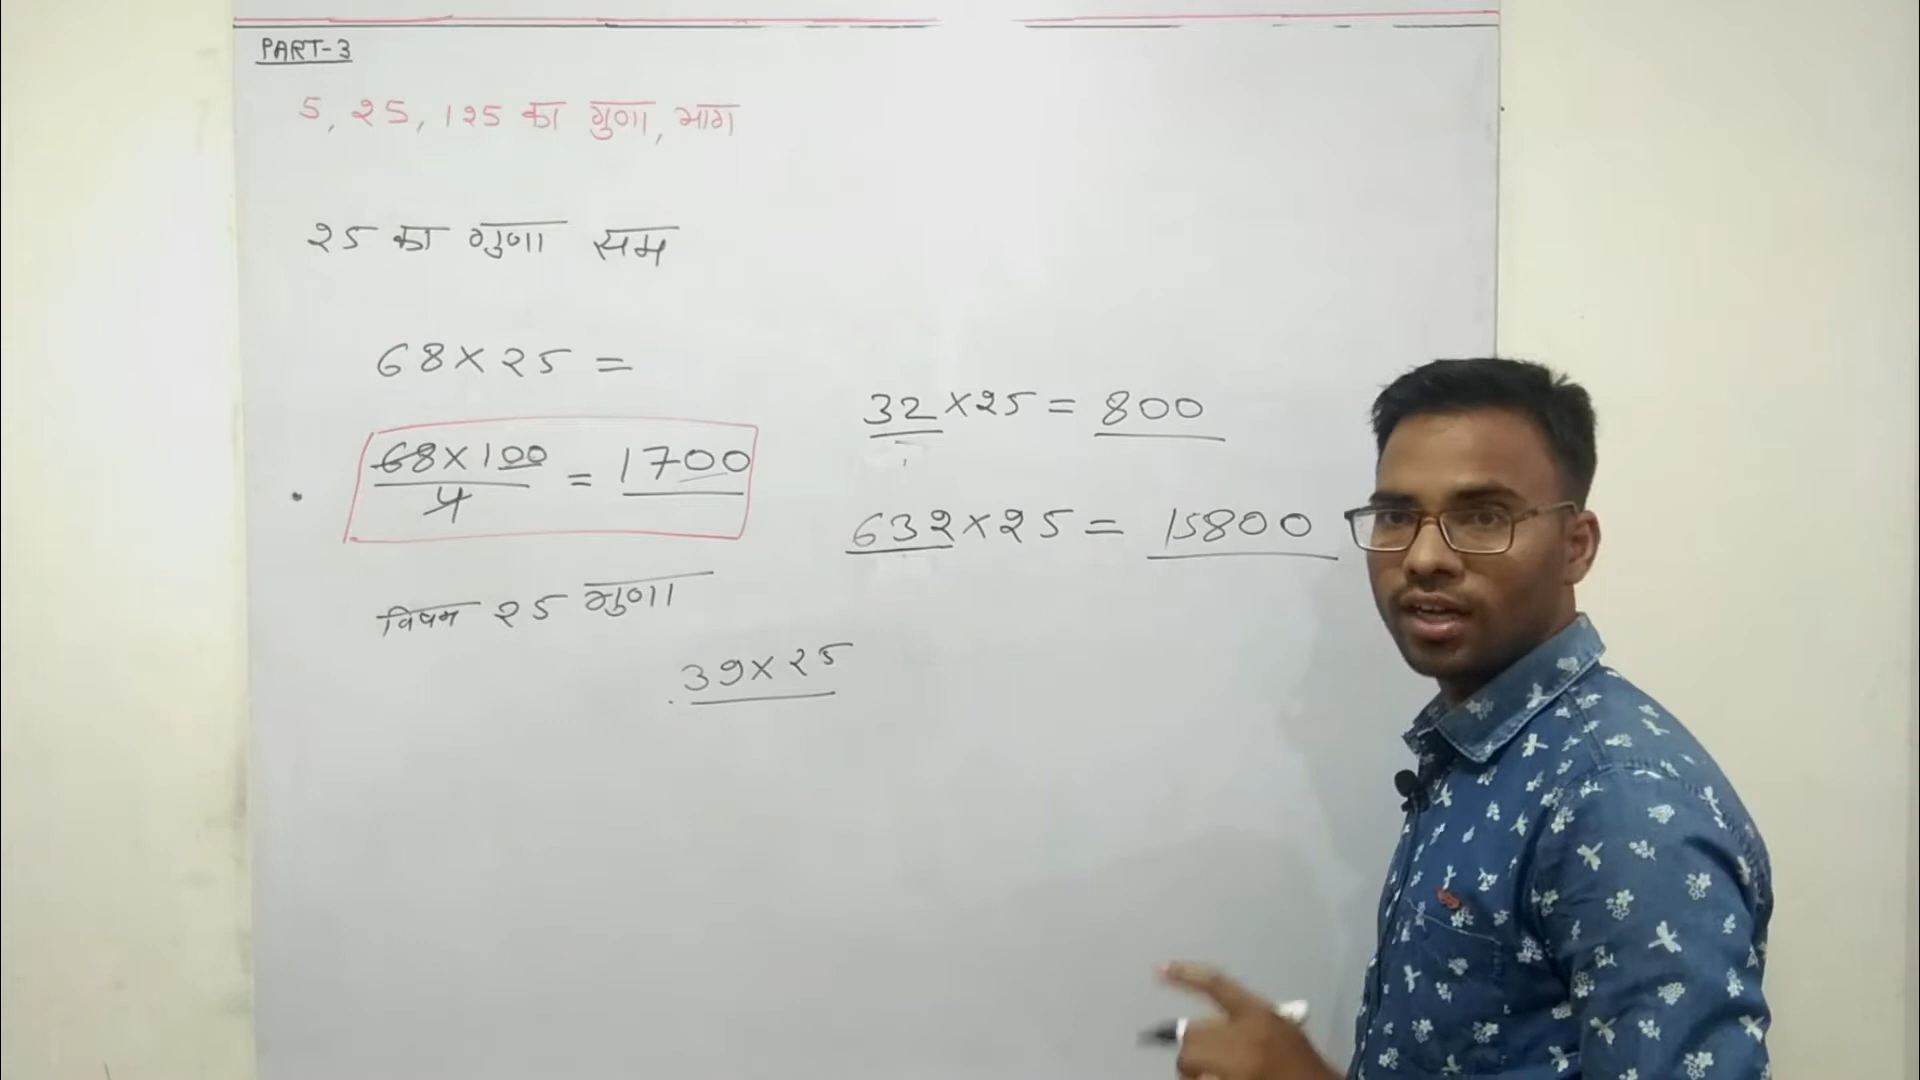 PART-3
5, 25, 125 का गुणा, भाग
25 का गुणा सम
68 × 25 =
68 × 100
4
= 1700
32 × 25 = 800
632 × 25 = 15800
विषम 25 गुणा
39 × 25